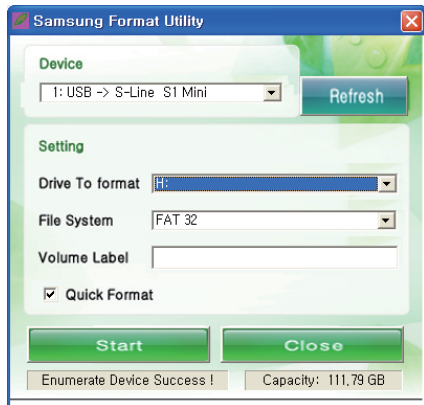 Samsung Format Utility
Device
1: USB -> S-Line S1 Mini
Refresh
Setting
Drive To format H:
File System FAT 32
Volume Label
Quick Format
Start Close
Enumerate Device Success ! Capacity: 111,79 GB